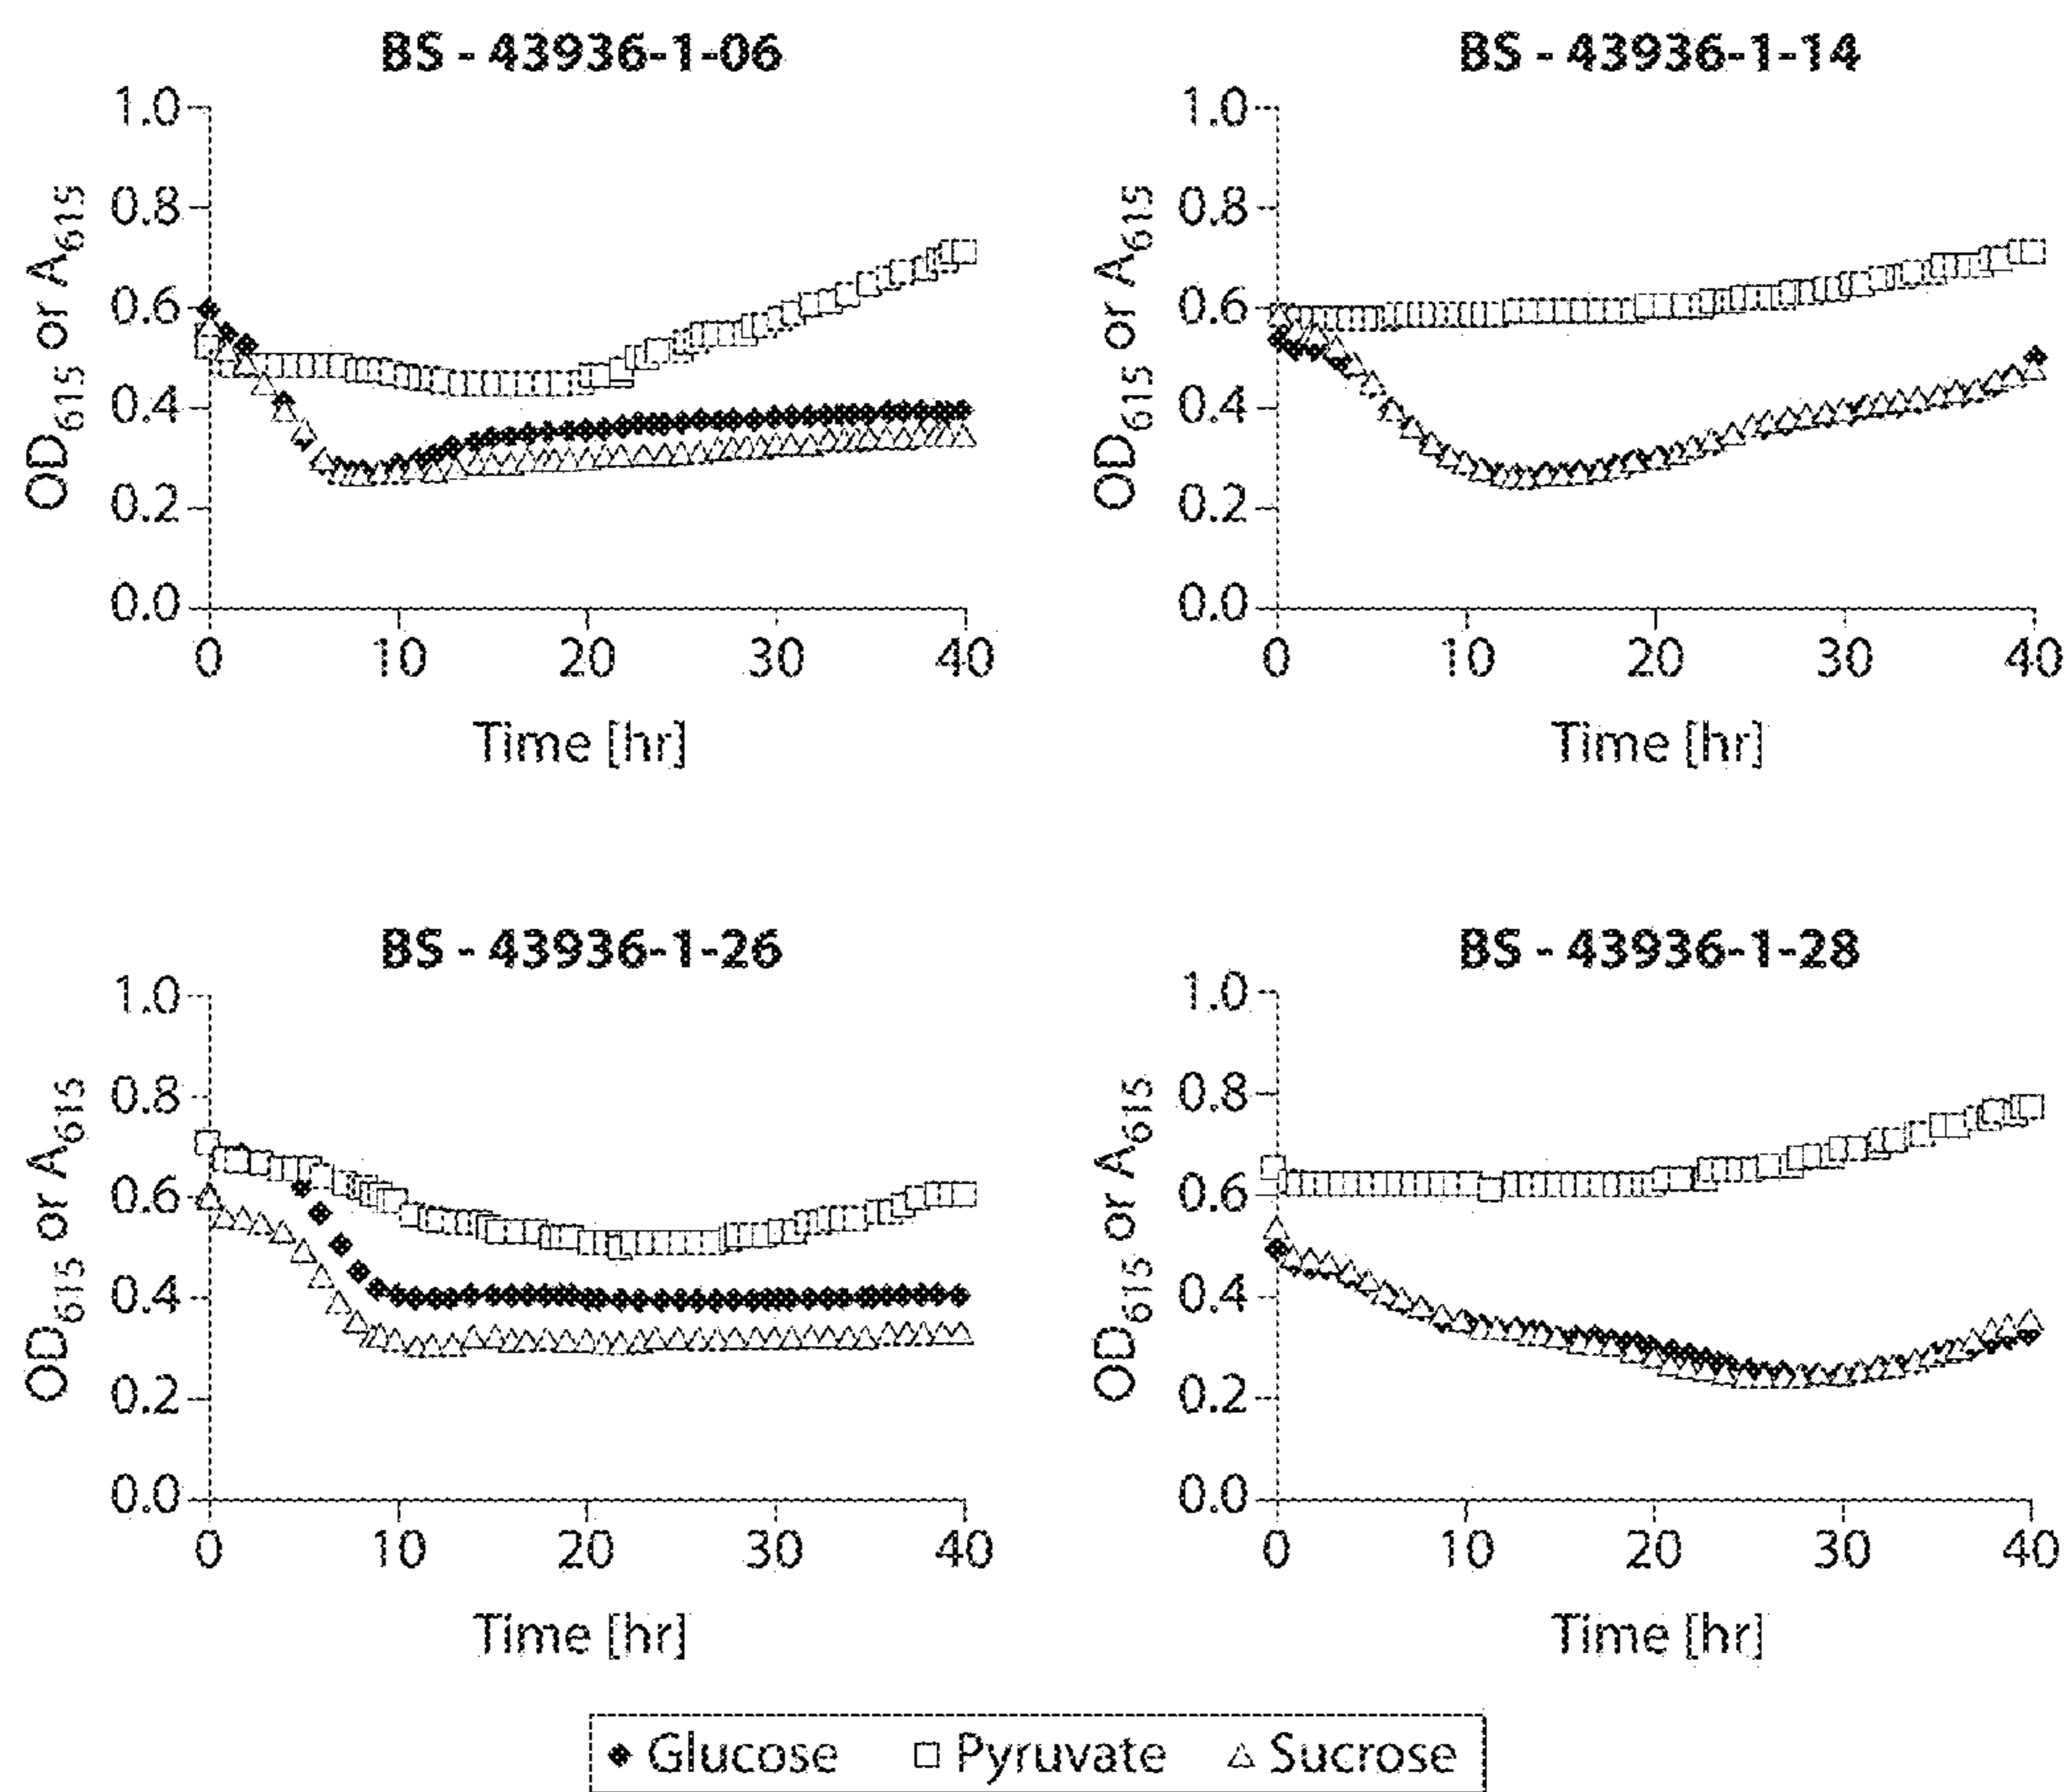 BS - 43936-1-06
BS - 43936-1-14
1.0
0.8
0.6
0.4
0.2
0.0
OD615 or A615
0 10 20 30 40
Time [hr]
1.0
0.8
0.6
0.4
0.2
0.0
OD615 or A615
0 10 20 30 40
Time [hr]
BS - 43936-1-26
BS - 43936-1-28
1.0
0.8
0.6
0.4
0.2
0.0
OD615 or A615
0 10 20 30 40
Time [hr]
1.0
0.8
0.6
0.4
0.2
0.0
OD615 or A615
0 10 20 30 40
Time [hr]
Glucose Pyruvate Sucrose